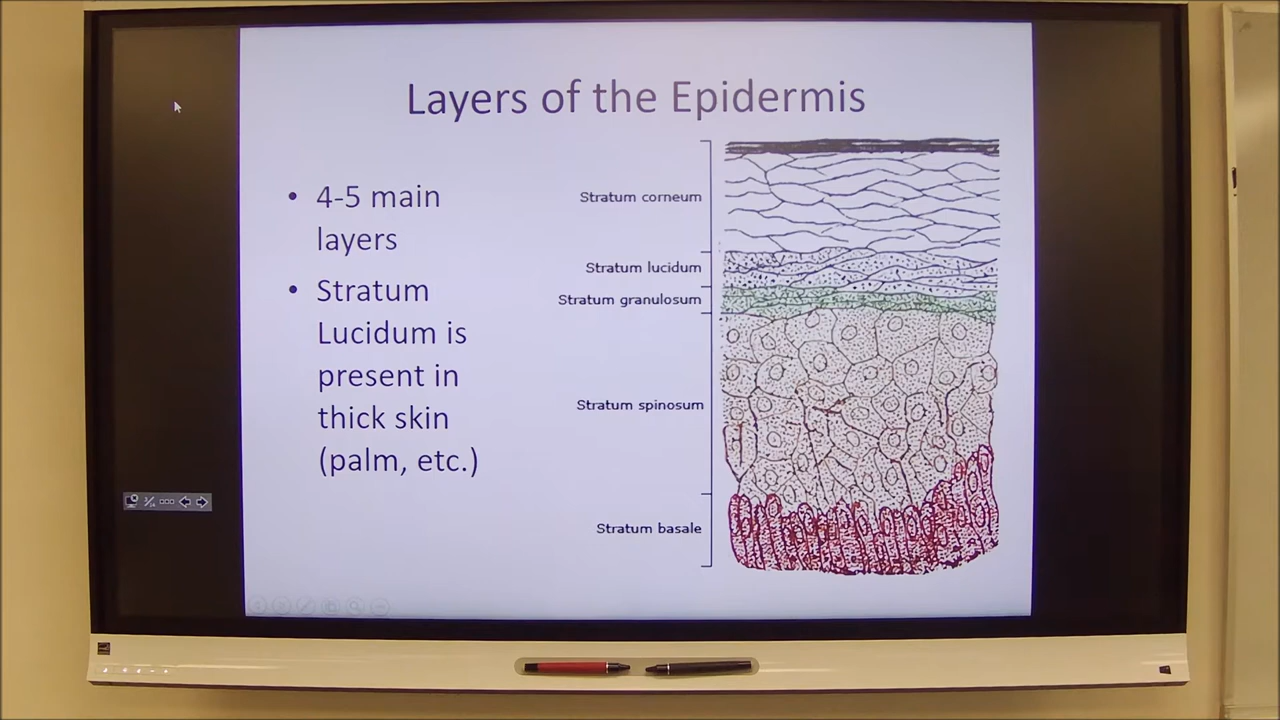 Layers of the Epidermis
• 4-5 main
layers
• Stratum
Lucidum is
present in
thick skin
(palm, etc.)
Stratum corneum
Stratum lucidum
Stratum granulosum
Stratum spinosum
Stratum basale